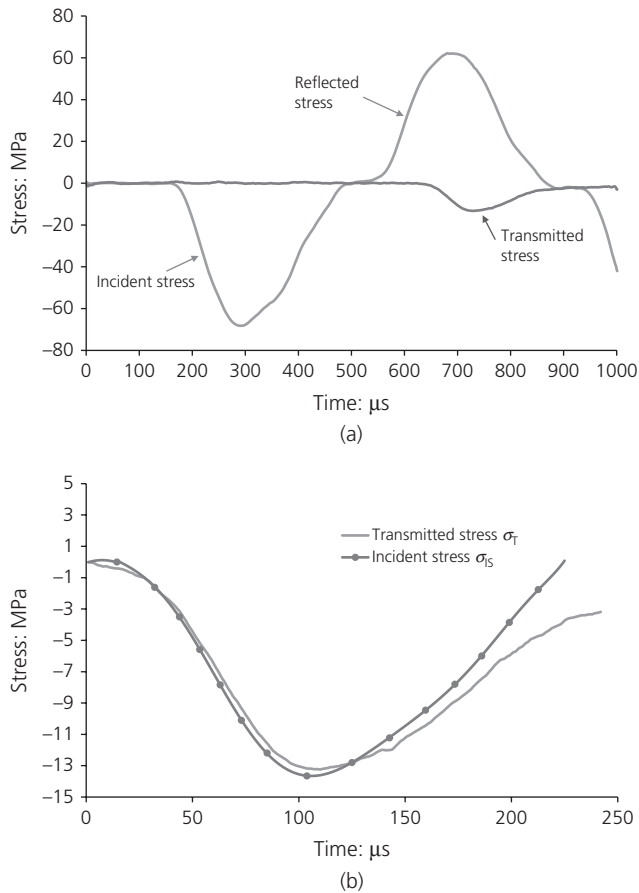 80
60
40
20
0
–20
–40
–60
–80
Stress: MPa
Reflected
stress
Incident stress
Transmitted
stress
0 100 200 300 400 500 600 700 800 900 1000
Time: μs
(a)
5
3
1
–1
–3
–5
–7
–9
–11
–13
–15
Stress: MPa
Transmitted stress σT
Incident stress σIS
0 50 100 150 200 250
Time: μs
(b)